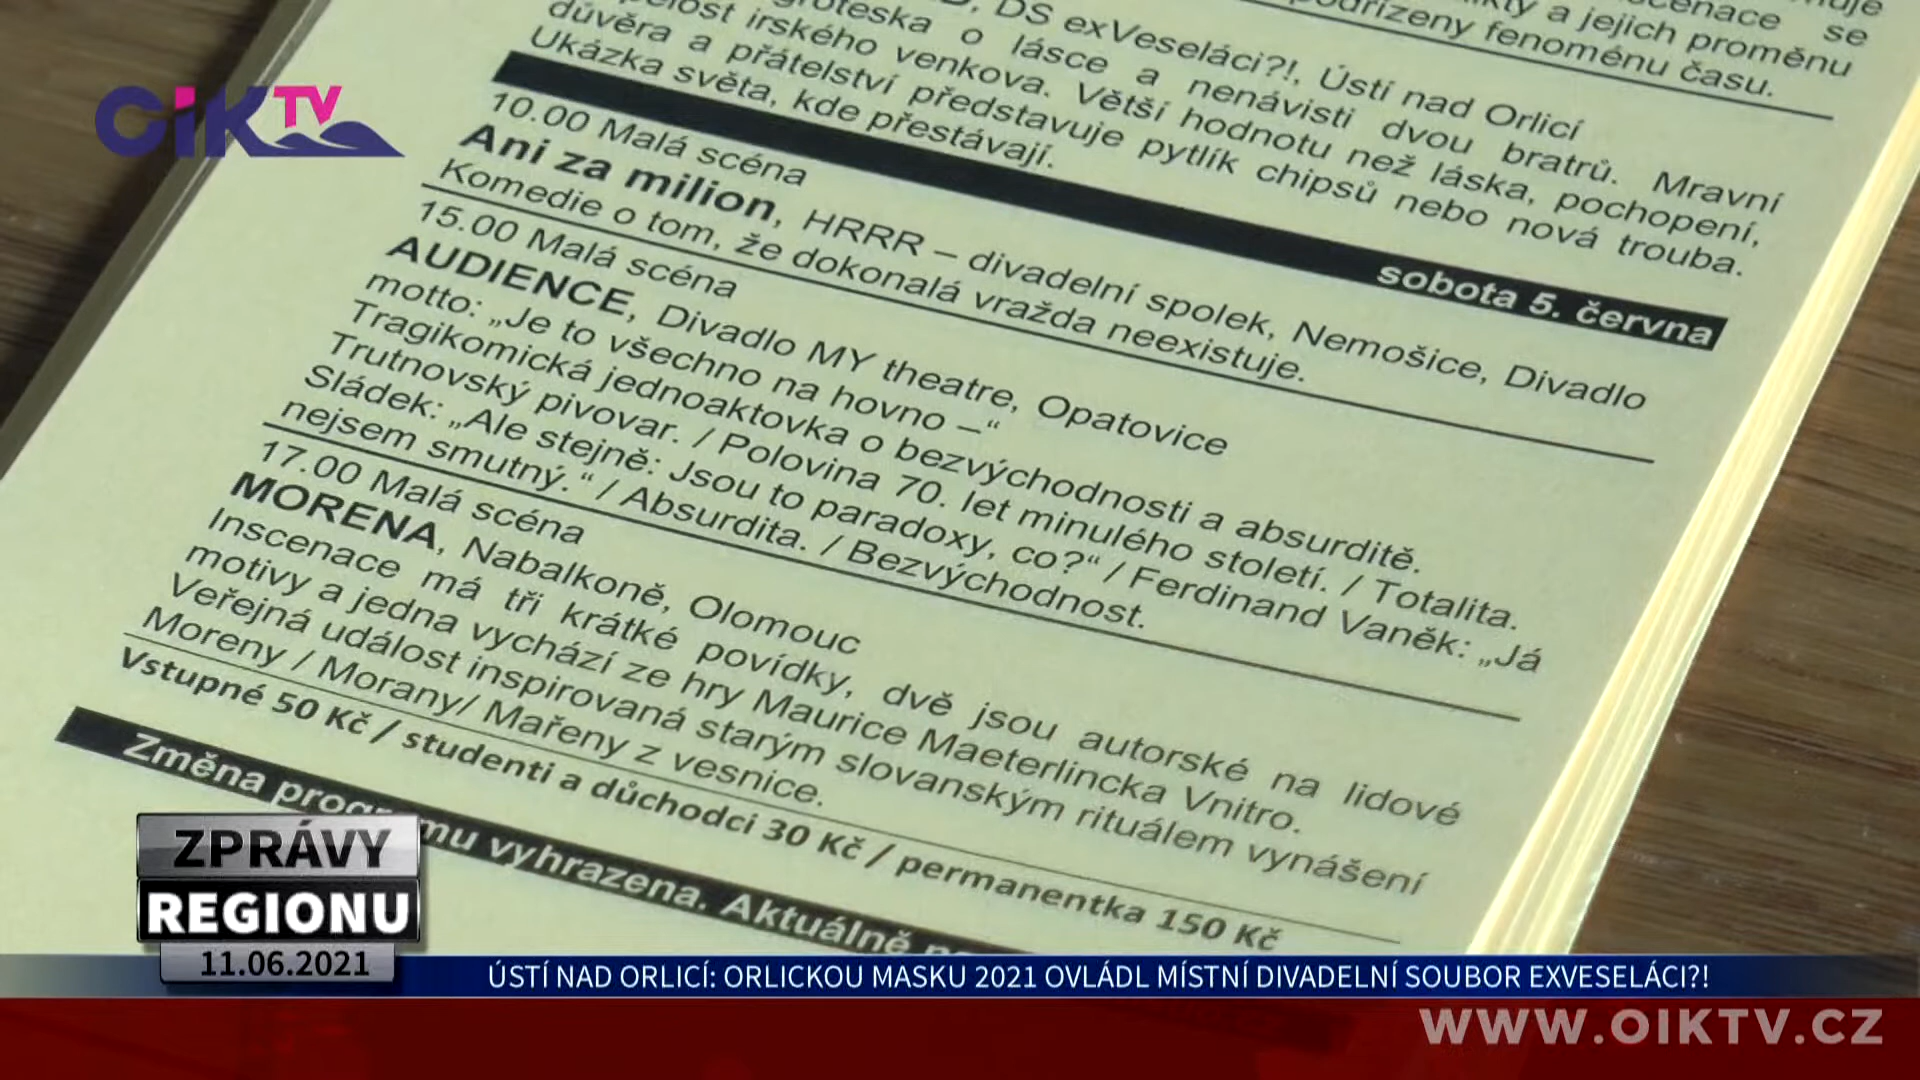 DS exVeseláci?!, Ústí nad Orlicí
groteska o lásce a nenávisti dvou bratrů. Mravní
irského venkova. Větší hodnotu než láska, pochopení,
důvěra a přátelství představuje pytlík chipsů nebo nová trouba.
Ukázka světa, kde přestávají.
a jejich proměnu
podřízeny fenoménu času.
sobota 5. června
10.00 Malá scéna
Ani za milion, HRRR – divadelní spolek, Nemošice, Divadlo
Komedie o tom, že dokonalá vražda neexistuje.
15.00 Malá scéna
AUDIENCE, Divadlo MY theatre, Opatovice
motto: „Je to všechno na hovno –“
Tragikomická jednoaktovka o bezvýchodnosti a absurditě.
Trutnovský pivovar. / Polovina 70. let minulého století. / Totalita.
Sládek: „Ale stejně: Jsou to paradoxy, co?“ / Ferdinand Vaněk: „Já
nejsem smutný.“ / Absurdita. / Bezvýchodnost.
17.00 Malá scéna
MORENA, Nabalkoně, Olomouc
Inscenace má tři krátké povídky, dvě jsou autorské na lidové
motivy a jedna vychází ze hry Maurice Maeterlincka Vnitro.
Veřejná událost inspirovaná starým slovanským rituálem vynášení
Moreny / Morany/ Mařeny z vesnice.
Vstupné 50 Kč / studenti a důchodci 30 Kč / permanentka 150 Kč
Změna programu vyhrazena. Aktuálně
OIK TV
ZPRÁVY
REGIONU
11.06.2021
ÚSTÍ NAD ORLICÍ: ORLICKOU MASKU 2021 OVLÁDL MÍSTNÍ DIVADELNÍ SOUBOR EXVESELÁCI?!
WWW.OIKTV.CZ